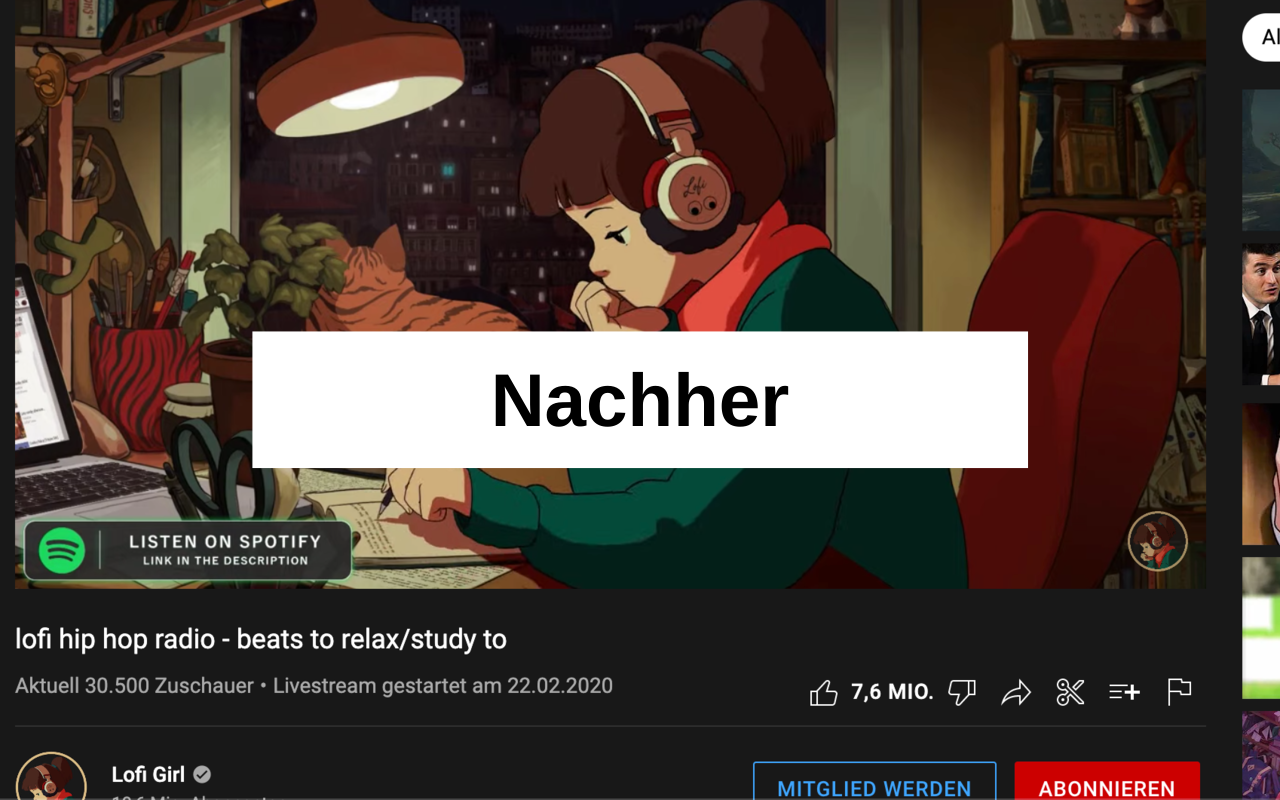 Al
Lofi
Nachher
LISTEN ON SPOTIFY
LINK IN THE DESCRIPTION
lofi hip hop radio - beats to relax/study to
Aktuell 30.500 Zuschauer • Livestream gestartet am 22.02.2020
7,6 MIO.
Lofi Girl
MITGLIED WERDEN
ABONNIEREN